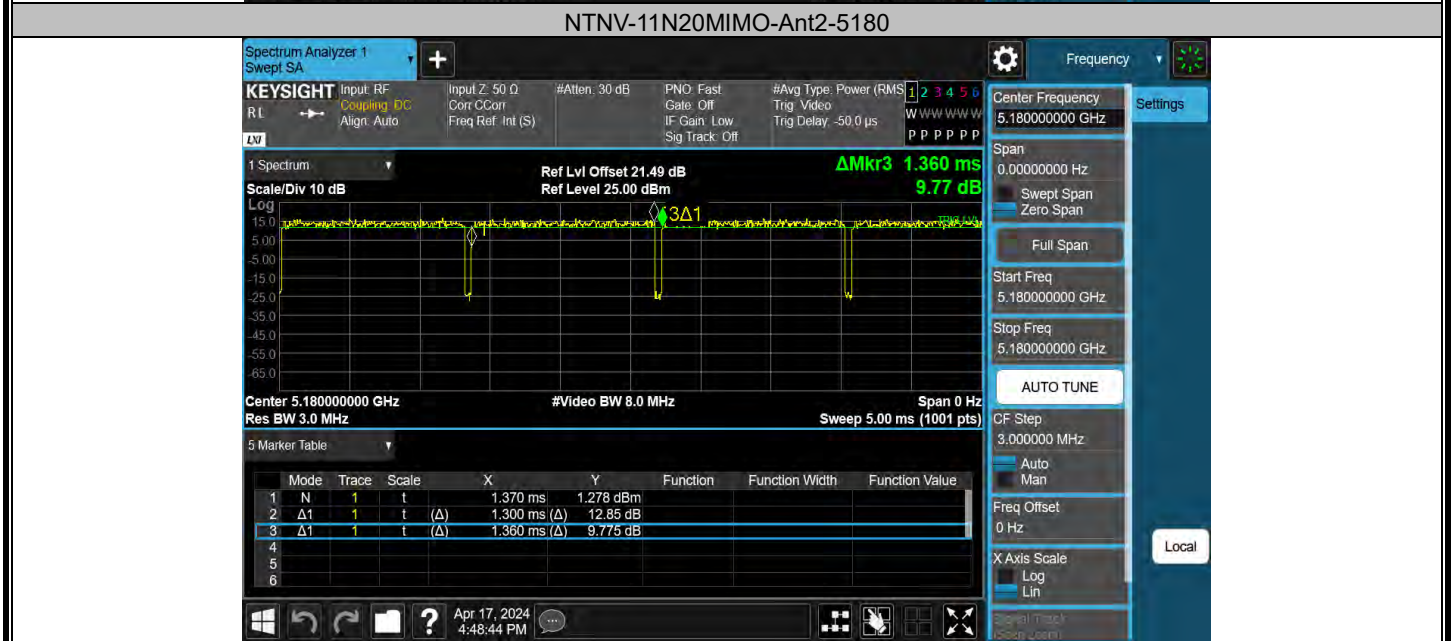 NTNV-11N20MIMO-Ant2-5180
Spectrum Analyzer 1
Swept SA
+
Frequency
KEYSIGHT Input: RF Input Z: 50 Ω #Atten: 30 dB PNO: Fast #Avg Type: Power (RMS 1 2 3 4 5 6
RL Coupling: DC Corr CCorr Gate: Off Trig: Video W W W W W W
Align: Auto Freq Ref: Int (S) IF Gain: Low Trig Delay: -50.0 µs
LXI Sig Track: Off P P P P P P
Center Frequency
5.180000000 GHz
Settings
1 Spectrum
Ref Lvl Offset 21.49 dB ΔMkr3 1.360 ms
Scale/Div 10 dB Ref Level 25.00 dBm 9.77 dB
Log
15.0
5.00
-5.00
-15.0
-25.0
-35.0
-45.0
-55.0
-65.0
3Δ1
1
TRIG LVL
Center 5.180000000 GHz #Video BW 8.0 MHz Span 0 Hz
Res BW 3.0 MHz Sweep 5.00 ms (1001 pts)
Span
0.00000000 Hz
Swept Span
Zero Span
Full Span
Start Freq
5.180000000 GHz
Stop Freq
5.180000000 GHz
AUTO TUNE
CF Step
3.000000 MHz
Auto
Man
Freq Offset
0 Hz
X Axis Scale
Log
Lin
Signal Track
(Span Zoom)
Local
5 Marker Table
Mode Trace Scale X Y Function Function Width Function Value
1 N 1 t 1.370 ms 1.278 dBm
2 Δ1 1 t (Δ) 1.300 ms (Δ) 12.85 dB
3 Δ1 1 t (Δ) 1.360 ms (Δ) 9.775 dB
4
5
6
? Apr 17, 2024
4:48:44 PM